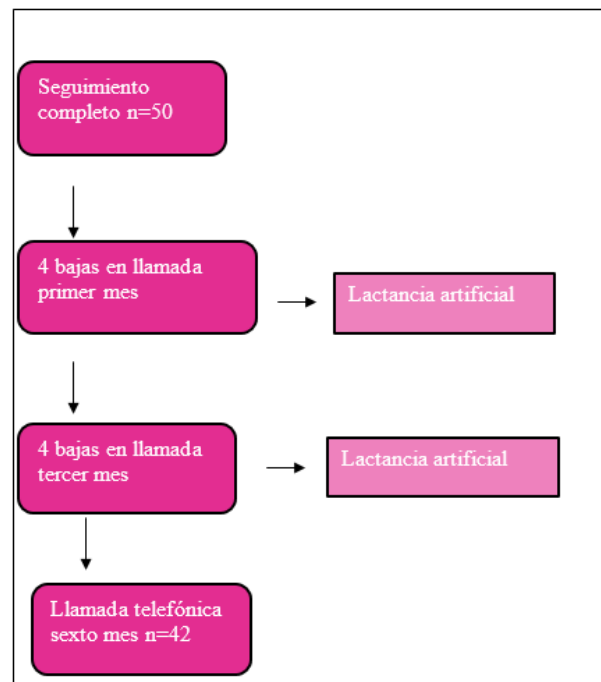 Seguimiento
completo n=50
4 bajas en llamada
primer mes
Lactancia artificial
4 bajas en llamada
tercer mes
Lactancia artificial
Llamada telefónica
sexto mes n=42